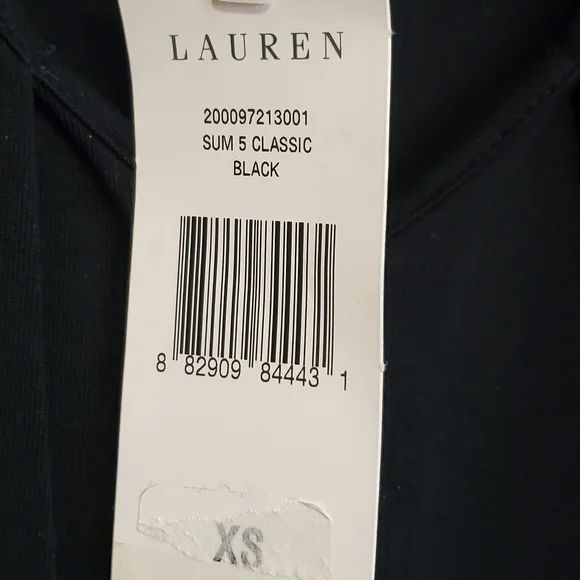 LAUREN
200097213001
SUM 5 CLASSIC
BLACK
8 82909 84443 1
XS